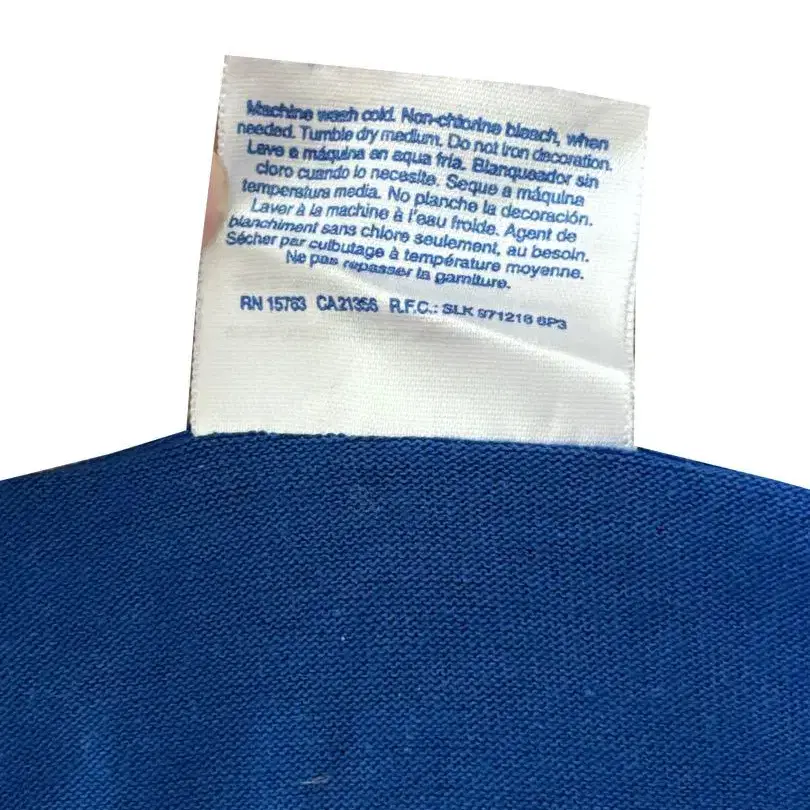 Machine wash cold. Non-chlorine bleach, when
needed. Tumble dry medium. Do not iron decoration.
Lave a máquina en aqua fría. Blanqueador sin
cloro cuando lo necesite. Seque a máquina
temperatura media. No planche la decoración.
Laver à la machine à l'eau froide. Agent de
blanchiment sans chlore seulement, au besoin.
Sécher par culbutage à température moyenne.
Ne pas repasser la garniture.
RN 15763 CA21356 R.F.C.: SLK 971216 6P3